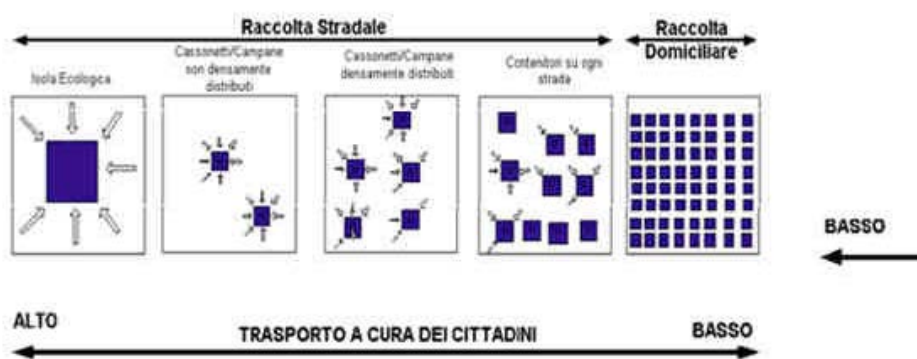 Raccolta Stradale
Raccolta
Domiciliare
Isola Ecologica
Cassonetti/Campane
non densamente
distributi
Cassonetti/Campane
densamente distribuiti
Contenitori su ogni
strada
BASSO
ALTO
TRASPORTO A CURA DEI CITTADINI
BASSO